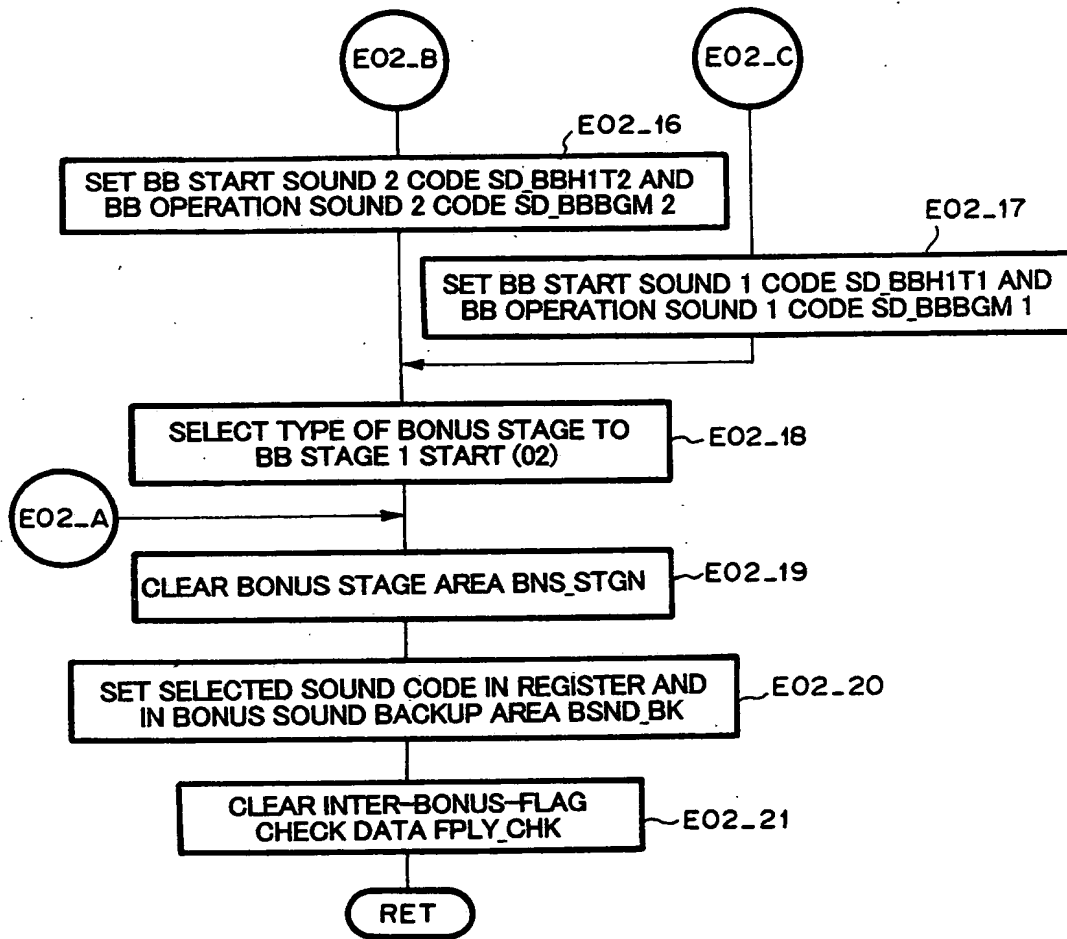 E02_B
E02_C
E02_16
SET BB START SOUND 2 CODE SD_BBH1T2 AND
BB OPERATION SOUND 2 CODE SD_BBBGM 2
E02_17
SET BB START SOUND 1 CODE SD_BBH1T1 AND
BB OPERATION SOUND 1 CODE SD_BBBGM 1
SELECT TYPE OF BONUS STAGE TO
BB STAGE 1 START (02)
E02_18
E02_A
CLEAR BONUS STAGE AREA BNS_STGN
E02_19
SET SELECTED SOUND CODE IN REGISTER AND
IN BONUS SOUND BACKUP AREA BSND_BK
E02_20
CLEAR INTER-BONUS-FLAG
CHECK DATA FPLY_CHK
E02_21
RET